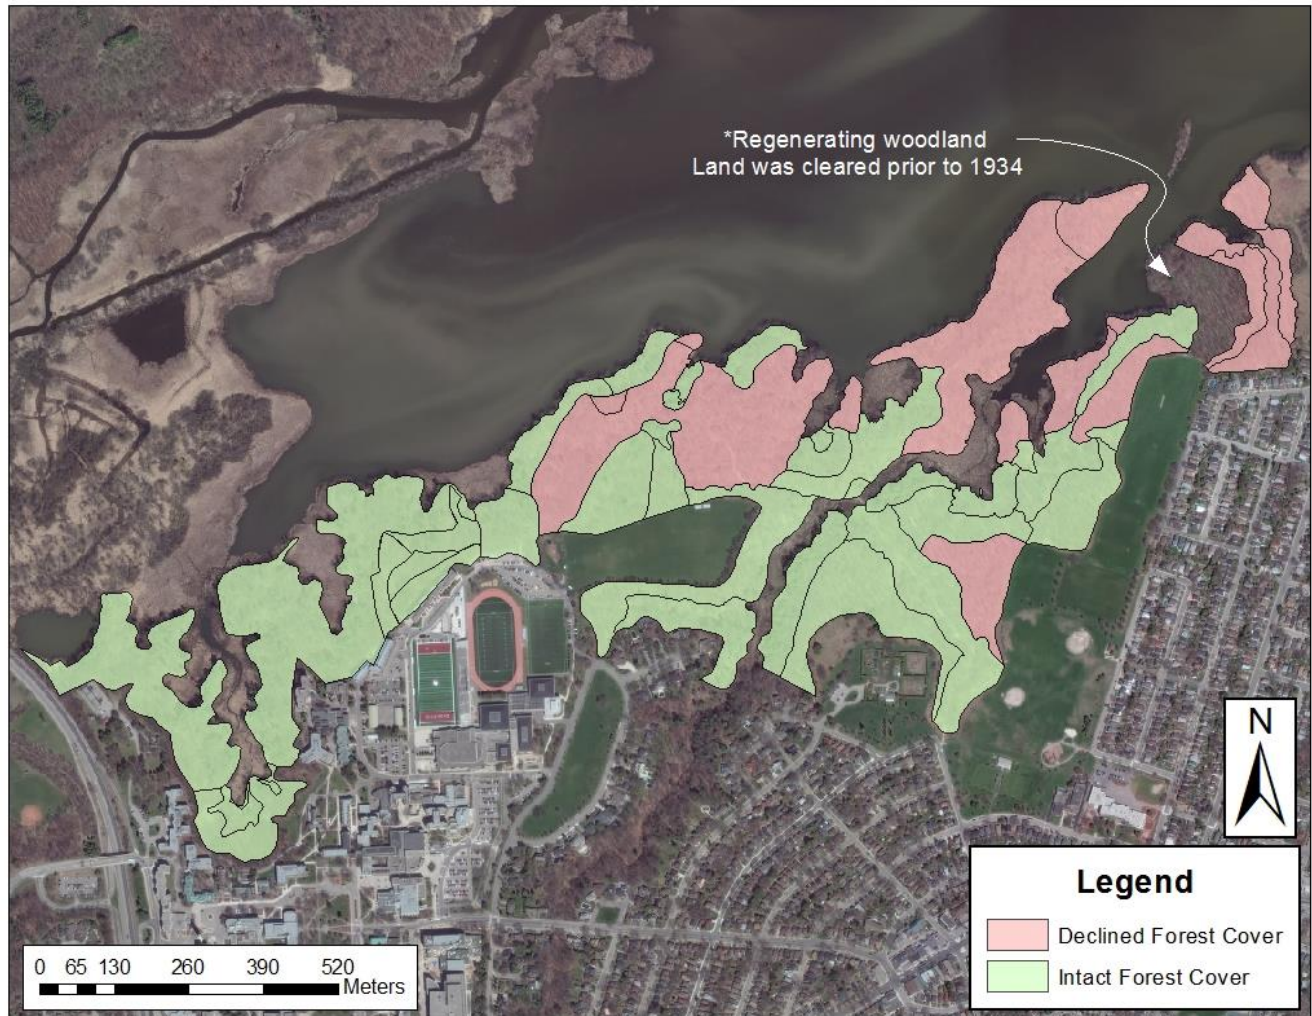 *Regenerating woodland
Land was cleared prior to 1934
N
Legend
Declined Forest Cover
Intact Forest Cover
0 65 130 260 390 520
Meters